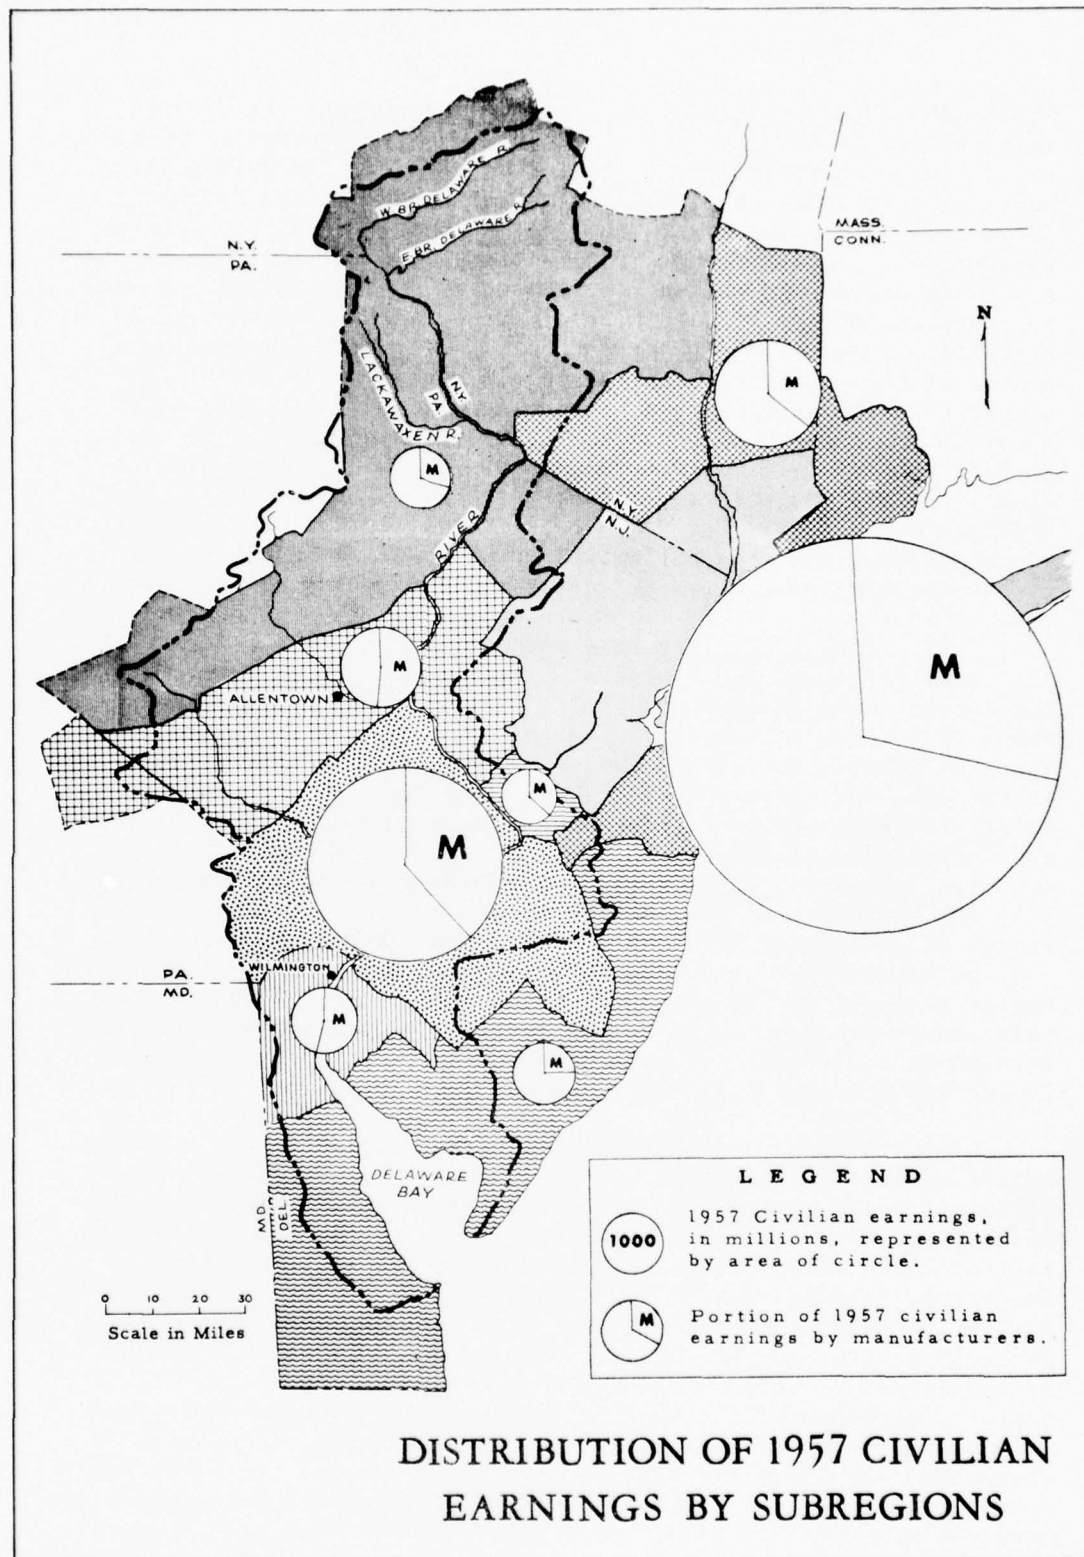 W. BR. DELAWARE R.
E. BR. DELAWARE R.
MASS.
CONN.
N.Y.
PA.
N
LACKAWAXEN R.
N.Y.
PA.
M
M
N.Y.
N.J.
RIVER
M
M
ALLENTOWN
M
M
WILMINGTON
PA.
MD.
M
M
DELAWARE
BAY
MD.
DEL.
LEGEND
1000
1957 Civilian earnings,
in millions, represented
by area of circle.
M
Portion of 1957 civilian
earnings by manufacturers.
0 10 20 30
Scale in Miles
DISTRIBUTION OF 1957 CIVILIAN
EARNINGS BY SUBREGIONS